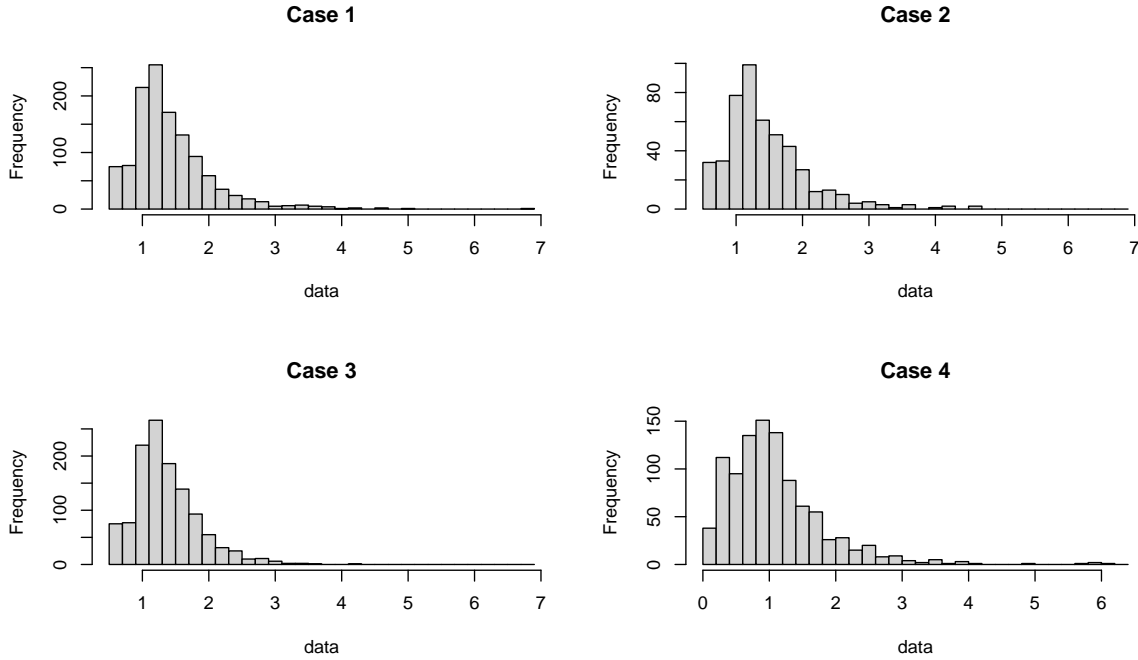 Case 1
Frequency
0 100 200
1 2 3 4 5 6 7
data
Case 2
Frequency
0 40 80
1 2 3 4 5 6 7
data
Case 3
Frequency
0 100 200
1 2 3 4 5 6 7
data
Case 4
Frequency
0 50 100 150
0 1 2 3 4 5 6
data